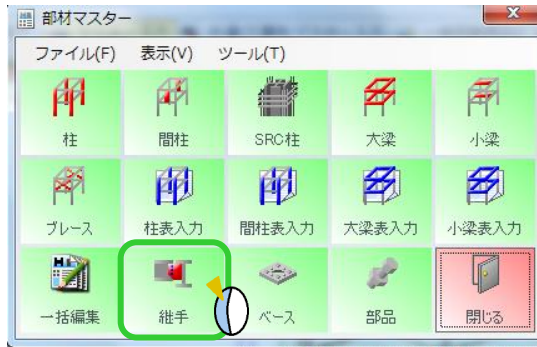 部材マスター
ファイル(F) 表示(V) ツール(T)
柱 間柱 SRC柱 大梁 小梁
ブレース 柱表入力 間柱表入力 大梁表入力 小梁表入力
一括編集 継手 ベース 部品 閉じる